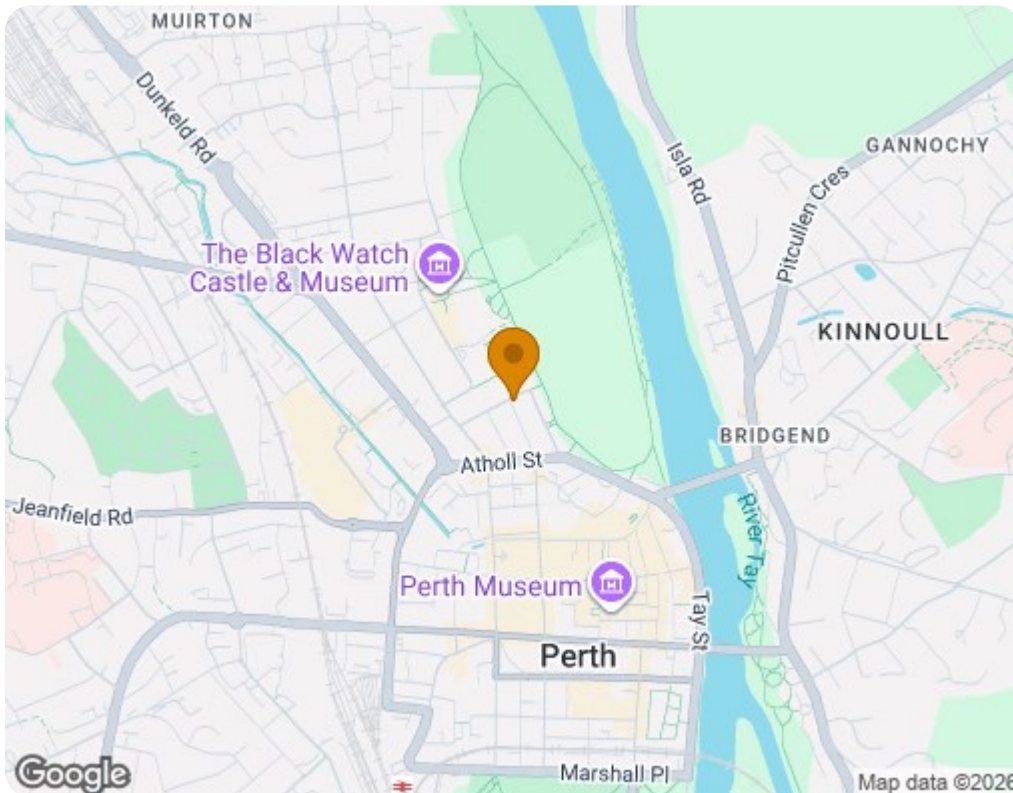 MUIRTON
Dunkeld Rd
Isla Rd
GANNOCHY
Pitcullen Cres
The Black Watch
Castle & Museum
KINNOULL
BRIDGEND
Atholl St
Jeanfield Rd
River Tay
Perth Museum
Tay St
Perth
Marshall Pl
Google
Map data ©2026